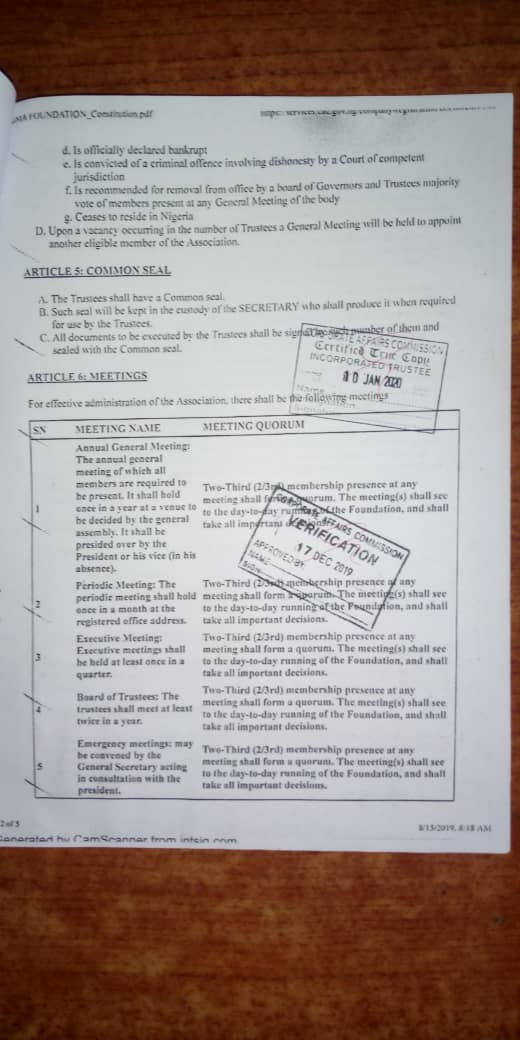 FOUNDATION_Constitution.pdf
d. Is officially declared bankrupt
e. Is convicted of a criminal offence involving dishonesty by a Court of competent
jurisdiction
f. Is recommended for removal from office by a board of Governors and Trustees majority
vote of members present at any General Meeting of the body
g. Ceases to reside in Nigeria
D. Upon a vacancy occurring in the number of Trustees a General Meeting will be held to appoint
another eligible member of the Association.
ARTICLE 5: COMMON SEAL
A. The Trustees shall have a Common seal.
B. Such seal will be kept in the custody of the SECRETARY who shall produce it when required
for use by the Trustees.
C. All documents to be executed by the Trustees shall be signed by such number of them and
sealed with the Common seal.
CORPORATE AFFAIRS COMMISSION
Certified True Copy
INCORPORATED TRUSTEE
10 JAN 2020
Name
ARTICLE 6: MEETINGS
For effective administration of the Association, there shall be the following meetings
SN MEETING NAME MEETING QUORUM
1
Annual General Meeting:
The annual general
meeting of which all
members are required to
be present. It shall hold
once in a year at a venue to
be decided by the general
assembly. It shall be
presided over by the
President or his vice (in his
absence).
Two-Third (2/3rd) membership presence at any
meeting shall form a quorum. The meeting(s) shall see
to the day-to-day running of the Foundation, and shall
take all important decisions.
CORPORATE AFFAIRS COMMISSION
VERIFICATION
17 DEC 2019
APPROVED BY:
NAME
SIGN
2
Periodic Meeting: The
periodic meeting shall hold
once in a month at the
registered office address.
Two-Third (2/3rd) membership presence at any
meeting shall form a quorum. The meeting(s) shall see
to the day-to-day running of the Foundation, and shall
take all important decisions.
3
Executive Meeting:
Executive meetings shall
be held at least once in a
quarter.
Two-Third (2/3rd) membership presence at any
meeting shall form a quorum. The meeting(s) shall see
to the day-to-day running of the Foundation, and shall
take all important decisions.
4
Board of Trustees: The
trustees shall meet at least
twice in a year.
Two-Third (2/3rd) membership presence at any
meeting shall form a quorum. The meeting(s) shall see
to the day-to-day running of the Foundation, and shall
take all important decisions.
5
Emergency meetings: may
be convened by the
General Secretary acting
in consultation with the
president.
Two-Third (2/3rd) membership presence at any
meeting shall form a quorum. The meeting(s) shall see
to the day-to-day running of the Foundation, and shall
take all important decisions.
2 of 5
8/15/2019, 8:18 AM
Generated by CamScanner from intsig.com